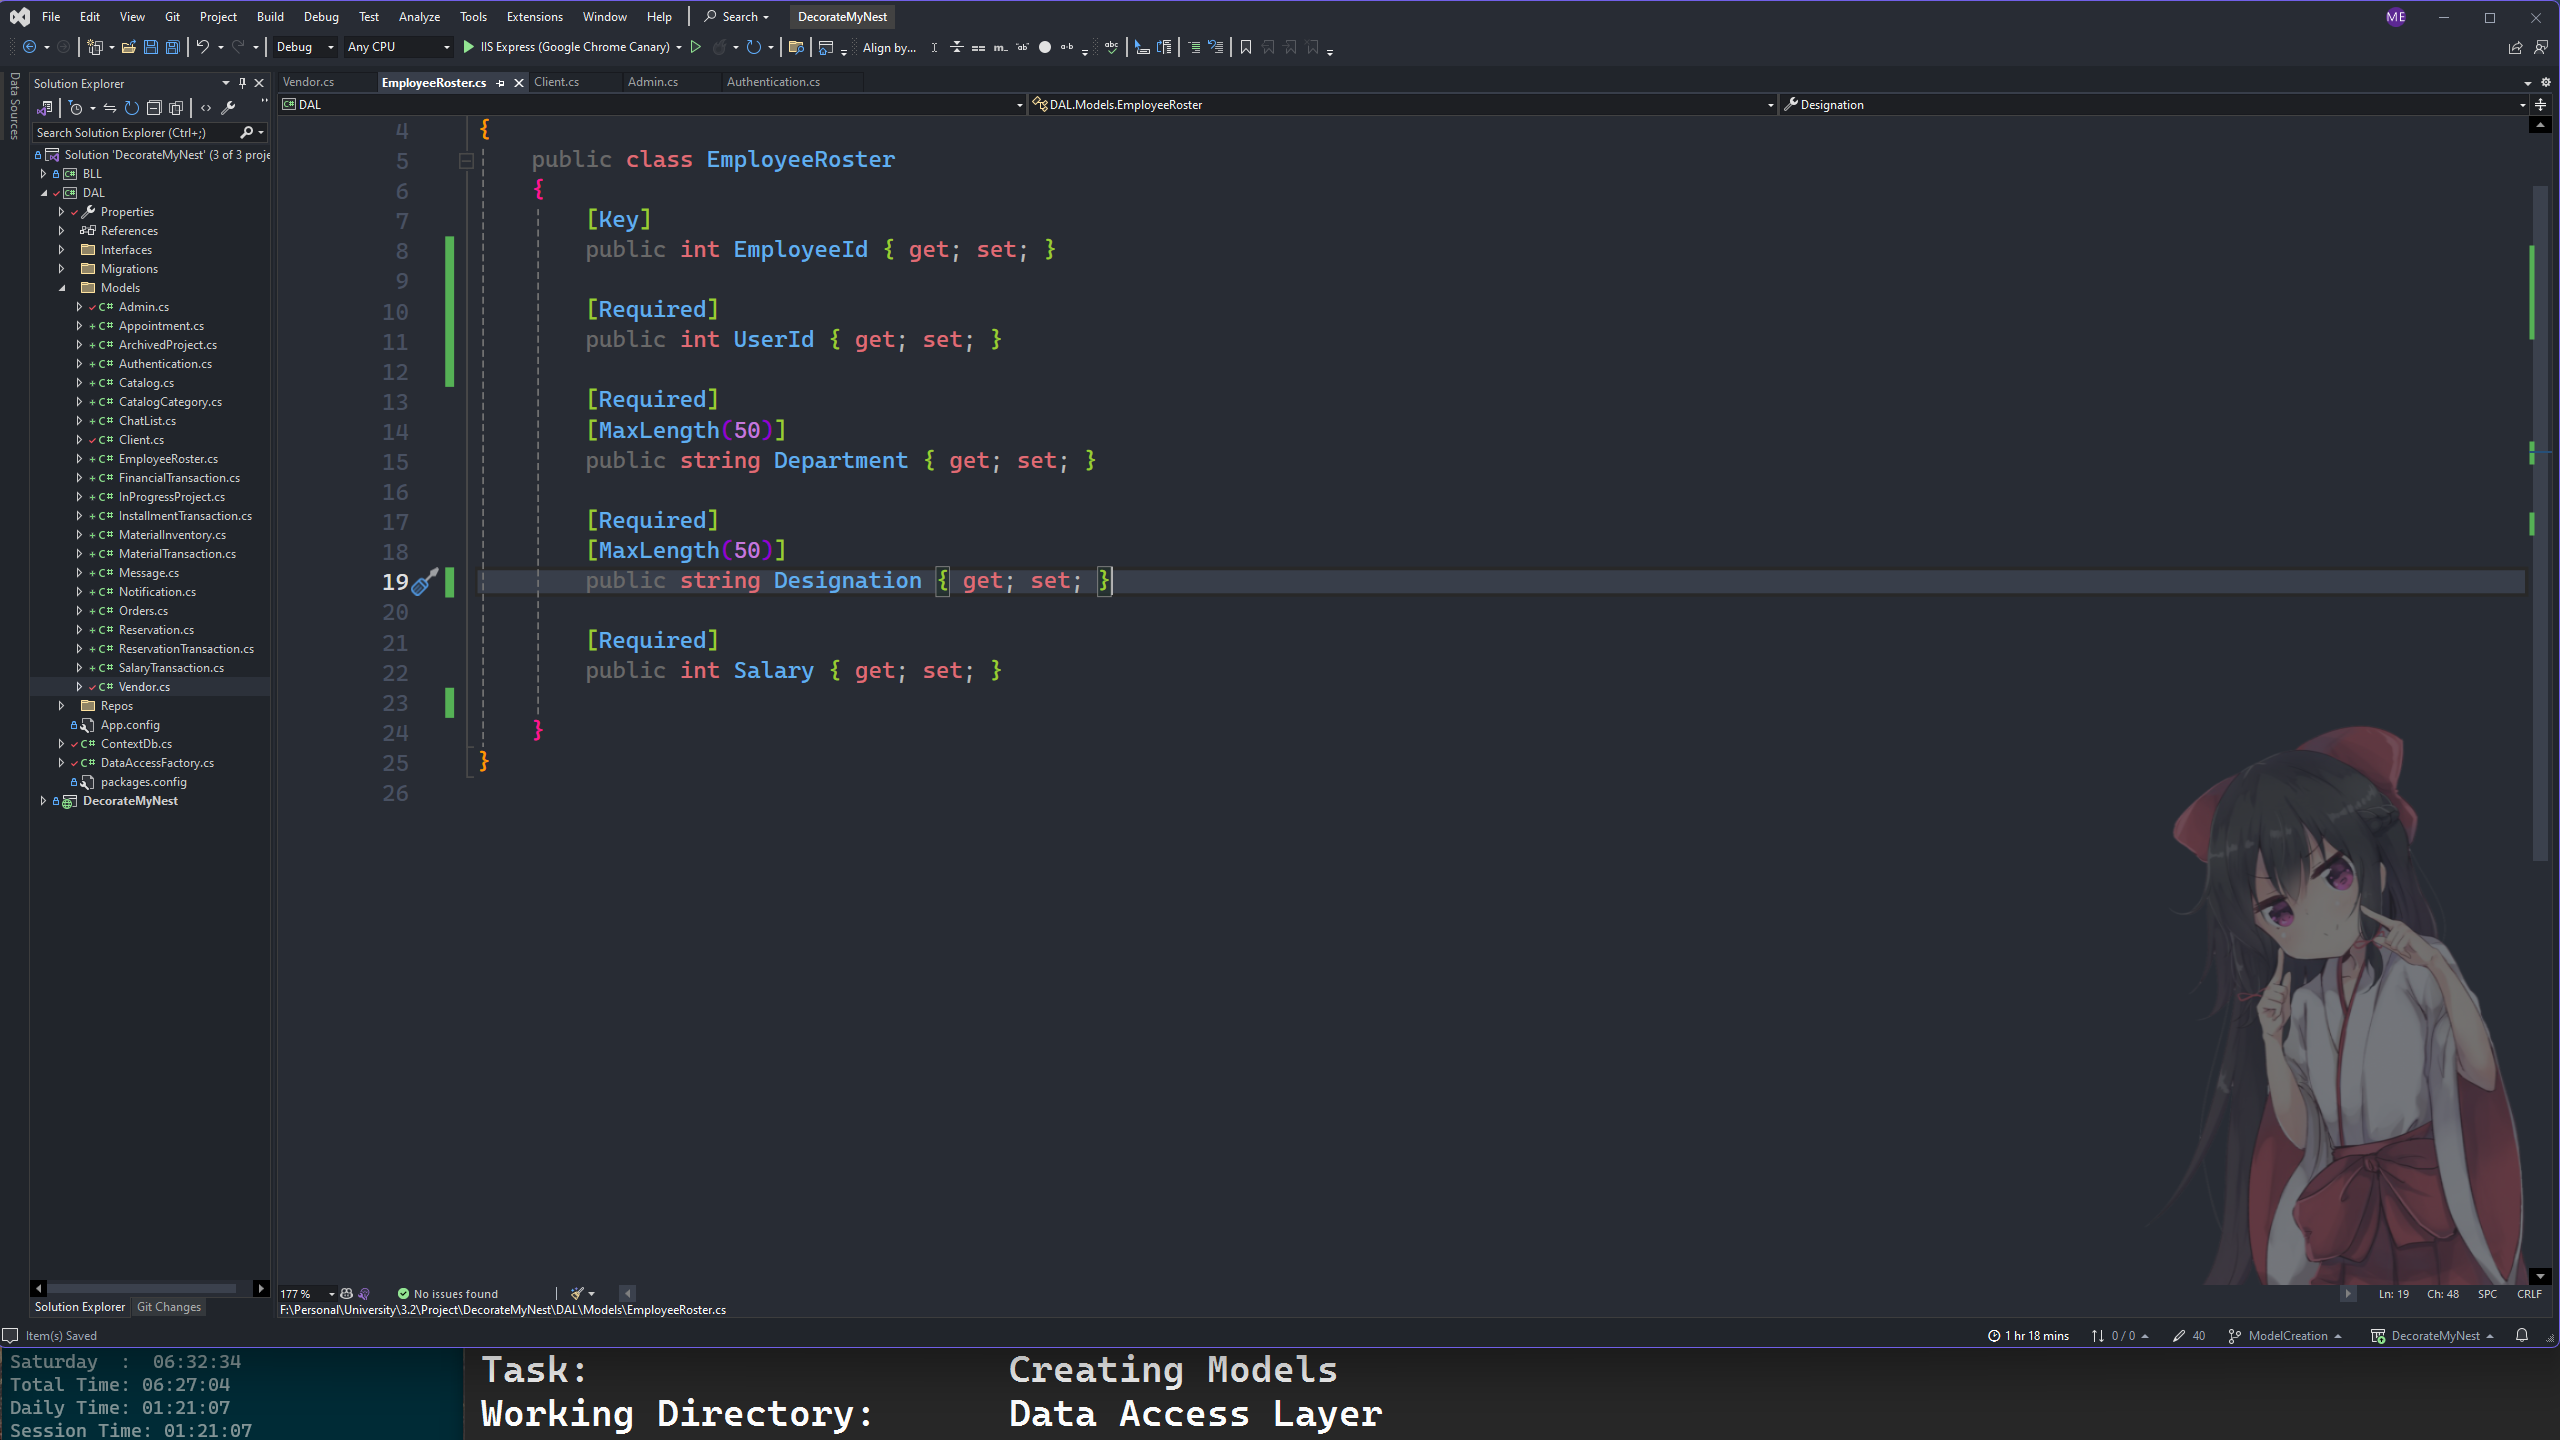 File Edit View Git Project Build Debug Test Analyze Tools Extensions Window Help Search DecorateMyNest ME
Debug Any CPU IIS Express (Google Chrome Canary) Align by...
Data Sources
Solution Explorer
Search Solution Explorer (Ctrl+;)
Solution 'DecorateMyNest' (3 of 3 proje
BLL
DAL
Properties
References
Interfaces
Migrations
Models
C# Admin.cs
C# Appointment.cs
C# ArchivedProject.cs
C# Authentication.cs
C# Catalog.cs
C# CatalogCategory.cs
C# ChatList.cs
C# Client.cs
C# EmployeeRoster.cs
C# FinancialTransaction.cs
C# InProgressProject.cs
C# InstallmentTransaction.cs
C# MaterialInventory.cs
C# MaterialTransaction.cs
C# Message.cs
C# Notification.cs
C# Orders.cs
C# Reservation.cs
C# ReservationTransaction.cs
C# SalaryTransaction.cs
C# Vendor.cs
Repos
App.config
C# ContextDb.cs
C# DataAccessFactory.cs
packages.config
DecorateMyNest
Solution Explorer Git Changes
Vendor.cs EmployeeRoster.cs Client.cs Admin.cs Authentication.cs
DAL DAL.Models.EmployeeRoster Designation
4 {
5 public class EmployeeRoster
6 {
7 [Key]
8 public int EmployeeId { get; set; }
9
10 [Required]
11 public int UserId { get; set; }
12
13 [Required]
14 [MaxLength(50)]
15 public string Department { get; set; }
16
17 [Required]
18 [MaxLength(50)]
19 public string Designation { get; set; }
20
21 [Required]
22 public int Salary { get; set; }
23
24 }
25 }
26
177 % No issues found Ln: 19 Ch: 48 SPC CRLF
F:\Personal\University\3.2\Project\DecorateMyNest\DAL\Models\EmployeeRoster.cs
Item(s) Saved 1 hr 18 mins 0 / 0 40 ModelCreation DecorateMyNest
Saturday : 06:32:34
Total Time: 06:27:04
Daily Time: 01:21:07
Session Time: 01:21:07
Task: Creating Models
Working Directory: Data Access Layer